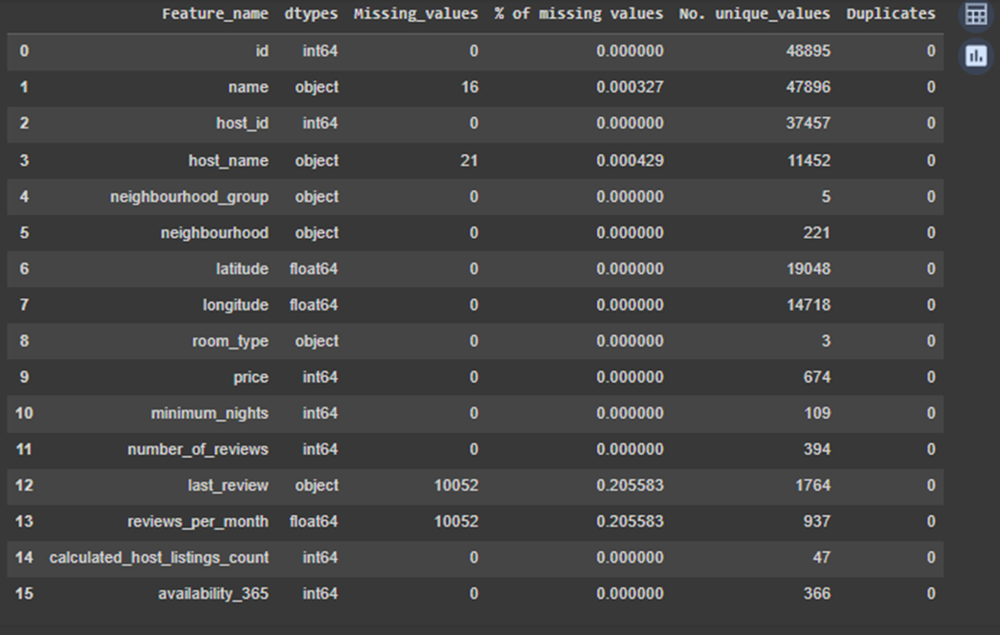 Feature_name dtypes Missing_values % of missing values No. unique_values Duplicates
0 id int64 0 0.000000 48895 0
1 name object 16 0.000327 47896 0
2 host_id int64 0 0.000000 37457 0
3 host_name object 21 0.000429 11452 0
4 neighbourhood_group object 0 0.000000 5 0
5 neighbourhood object 0 0.000000 221 0
6 latitude float64 0 0.000000 19048 0
7 longitude float64 0 0.000000 14718 0
8 room_type object 0 0.000000 3 0
9 price int64 0 0.000000 674 0
10 minimum_nights int64 0 0.000000 109 0
11 number_of_reviews int64 0 0.000000 394 0
12 last_review object 10052 0.205583 1764 0
13 reviews_per_month float64 10052 0.205583 937 0
14 calculated_host_listings_count int64 0 0.000000 47 0
15 availability_365 int64 0 0.000000 366 0